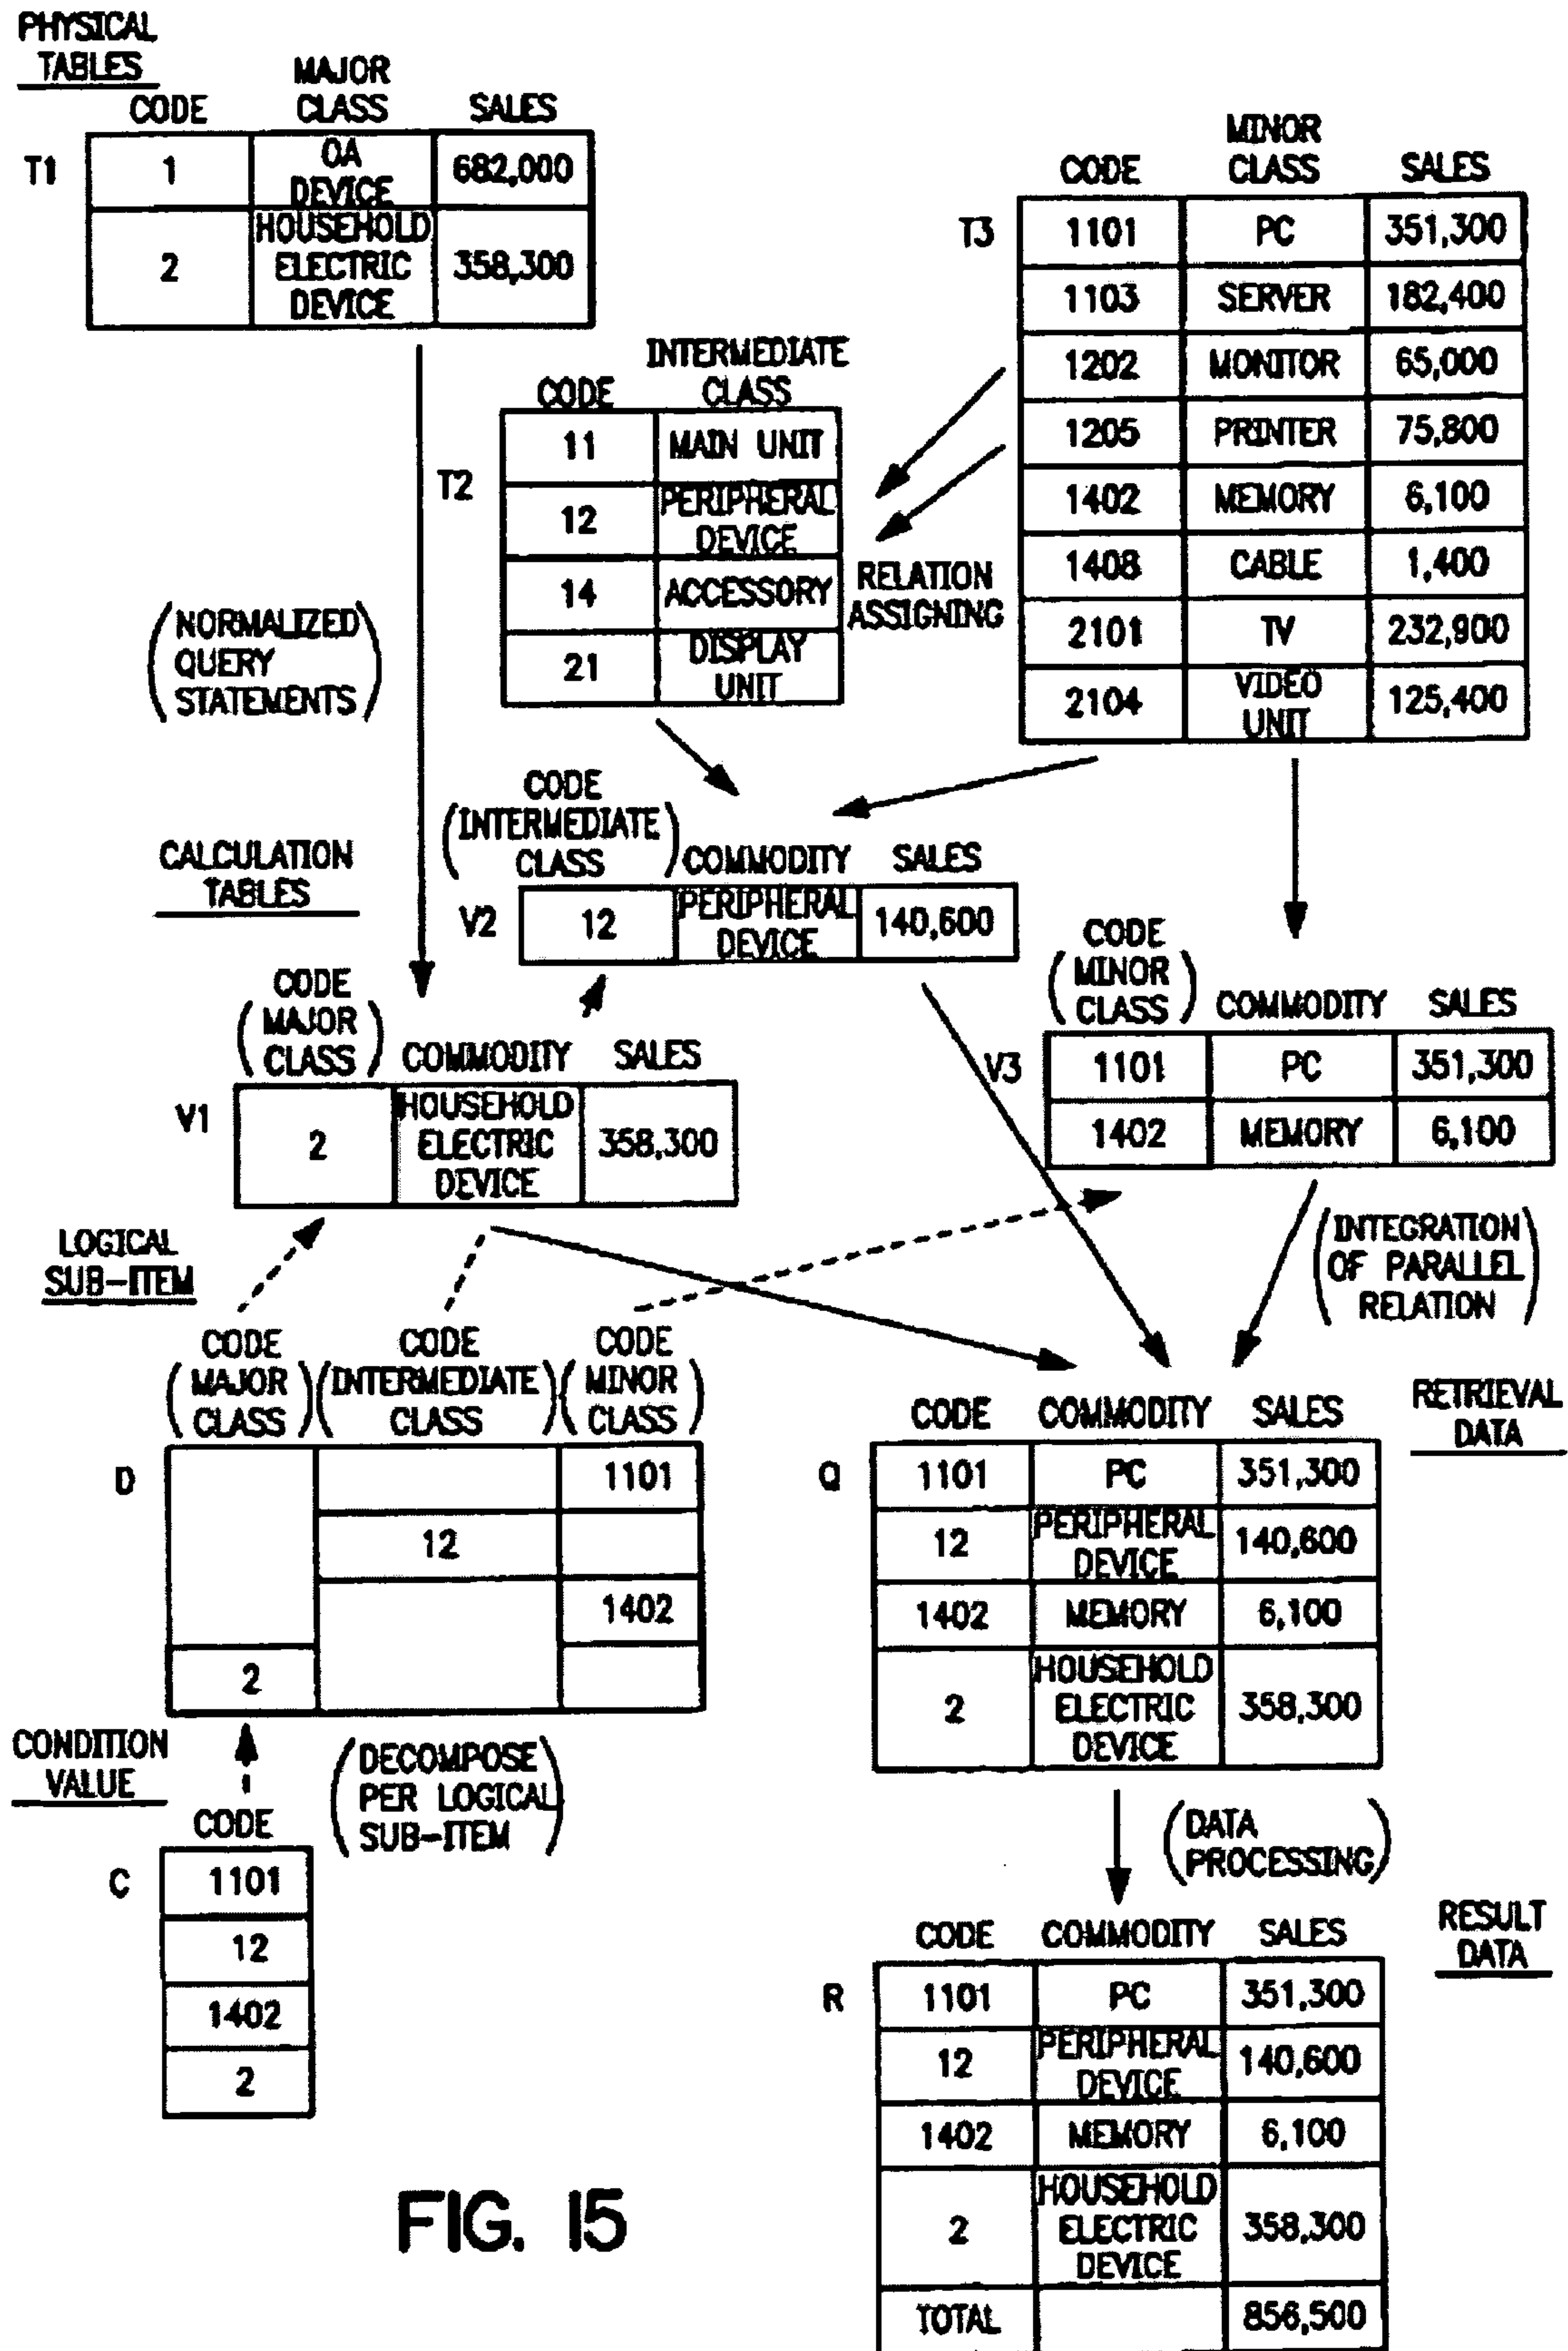 PHYSICAL
TABLES
CODE
MAJOR
CLASS
SALES
T1
1
OA
DEVICE
682,000
2
HOUSEHOLD
ELECTRIC
DEVICE
358,300
CODE
MINOR
CLASS
SALES
T3
1101
PC
351,300
1103
SERVER
182,400
1202
MONITOR
65,000
1205
PRINTER
75,800
1402
MEMORY
6,100
1408
CABLE
1,400
2101
TV
232,900
2104
VIDEO
UNIT
125,400
CODE
INTERMEDIATE
CLASS
T2
11
MAIN UNIT
12
PERIPHERAL
DEVICE
14
ACCESSORY
21
DISPLAY
UNIT
RELATION
ASSIGNING
(NORMALIZED
QUERY
STATEMENTS)
CALCULATION
TABLES
CODE
(INTERMEDIATE
CLASS)
COMMODITY
SALES
V2
12
PERIPHERAL
DEVICE
140,600
CODE
(MAJOR
CLASS)
COMMODITY
SALES
V1
2
HOUSEHOLD
ELECTRIC
DEVICE
358,300
CODE
(MINOR
CLASS)
COMMODITY
SALES
V3
1101
PC
351,300
1402
MEMORY
6,100
(INTEGRATION
OF PARALLEL
RELATION)
LOGICAL
SUB-ITEM
CODE
(MAJOR
CLASS)
CODE
(INTERMEDIATE
CLASS)
CODE
(MINOR
CLASS)
D
1101
12
1402
2
CONDITION
VALUE
(DECOMPOSE
PER LOGICAL
SUB-ITEM)
CODE
C
1101
12
1402
2
RETRIEVAL
DATA
CODE
COMMODITY
SALES
Q
1101
PC
351,300
12
PERIPHERAL
DEVICE
140,600
1402
MEMORY
6,100
2
HOUSEHOLD
ELECTRIC
DEVICE
358,300
(DATA
PROCESSING)
RESULT
DATA
CODE
COMMODITY
SALES
R
1101
PC
351,300
12
PERIPHERAL
DEVICE
140,600
1402
MEMORY
6,100
2
HOUSEHOLD
ELECTRIC
DEVICE
358,300
TOTAL
856,500
FIG. 15